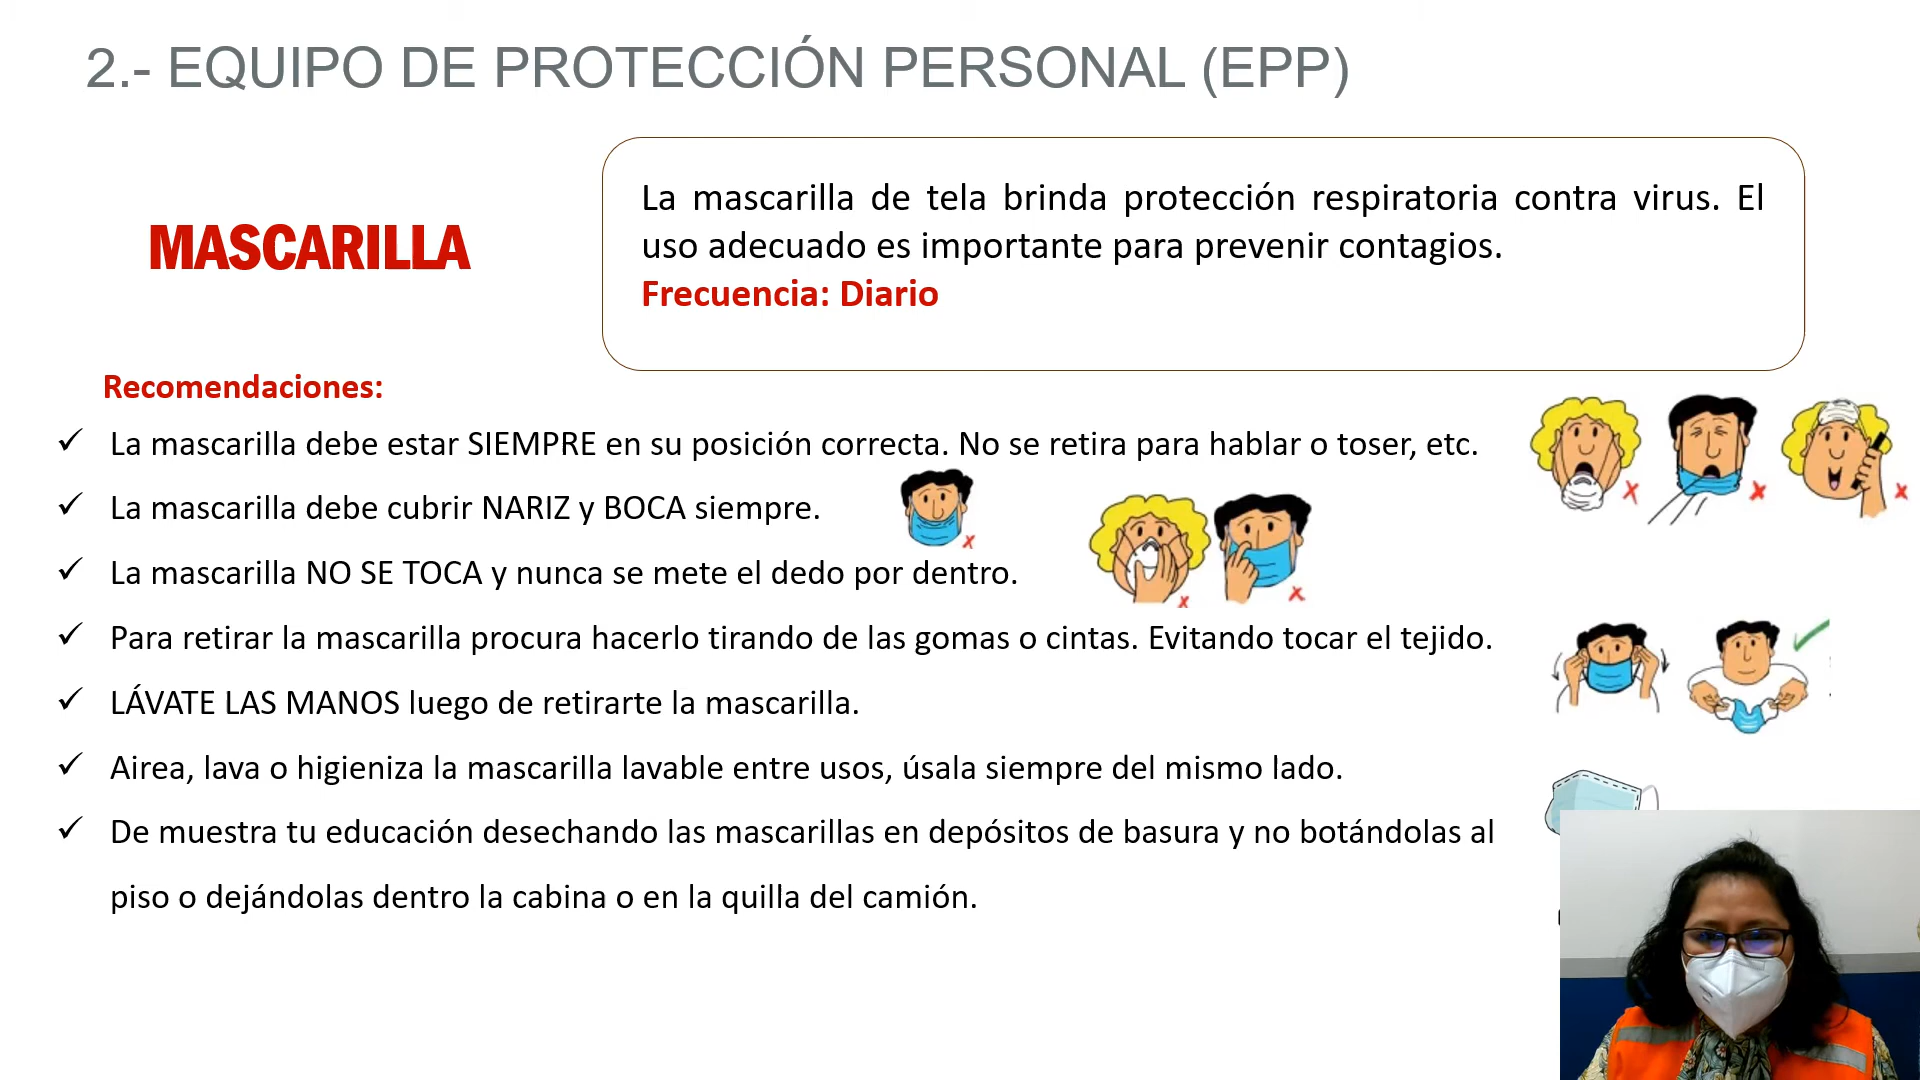 2.- EQUIPO DE PROTECCIÓN PERSONAL (EPP)
MASCARILLA
La mascarilla de tela brinda protección respiratoria contra virus. El
uso adecuado es importante para prevenir contagios.
Frecuencia: Diario
Recomendaciones:
La mascarilla debe estar SIEMPRE en su posición correcta. No se retira para hablar o toser, etc.
La mascarilla debe cubrir NARIZ y BOCA siempre.
La mascarilla NO SE TOCA y nunca se mete el dedo por dentro.
Para retirar la mascarilla procura hacerlo tirando de las gomas o cintas. Evitando tocar el tejido.
LÁVATE LAS MANOS luego de retirarte la mascarilla.
Airea, lava o higieniza la mascarilla lavable entre usos, úsala siempre del mismo lado.
De muestra tu educación desechando las mascarillas en depósitos de basura y no botándolas al
piso o dejándolas dentro la cabina o en la quilla del camión.